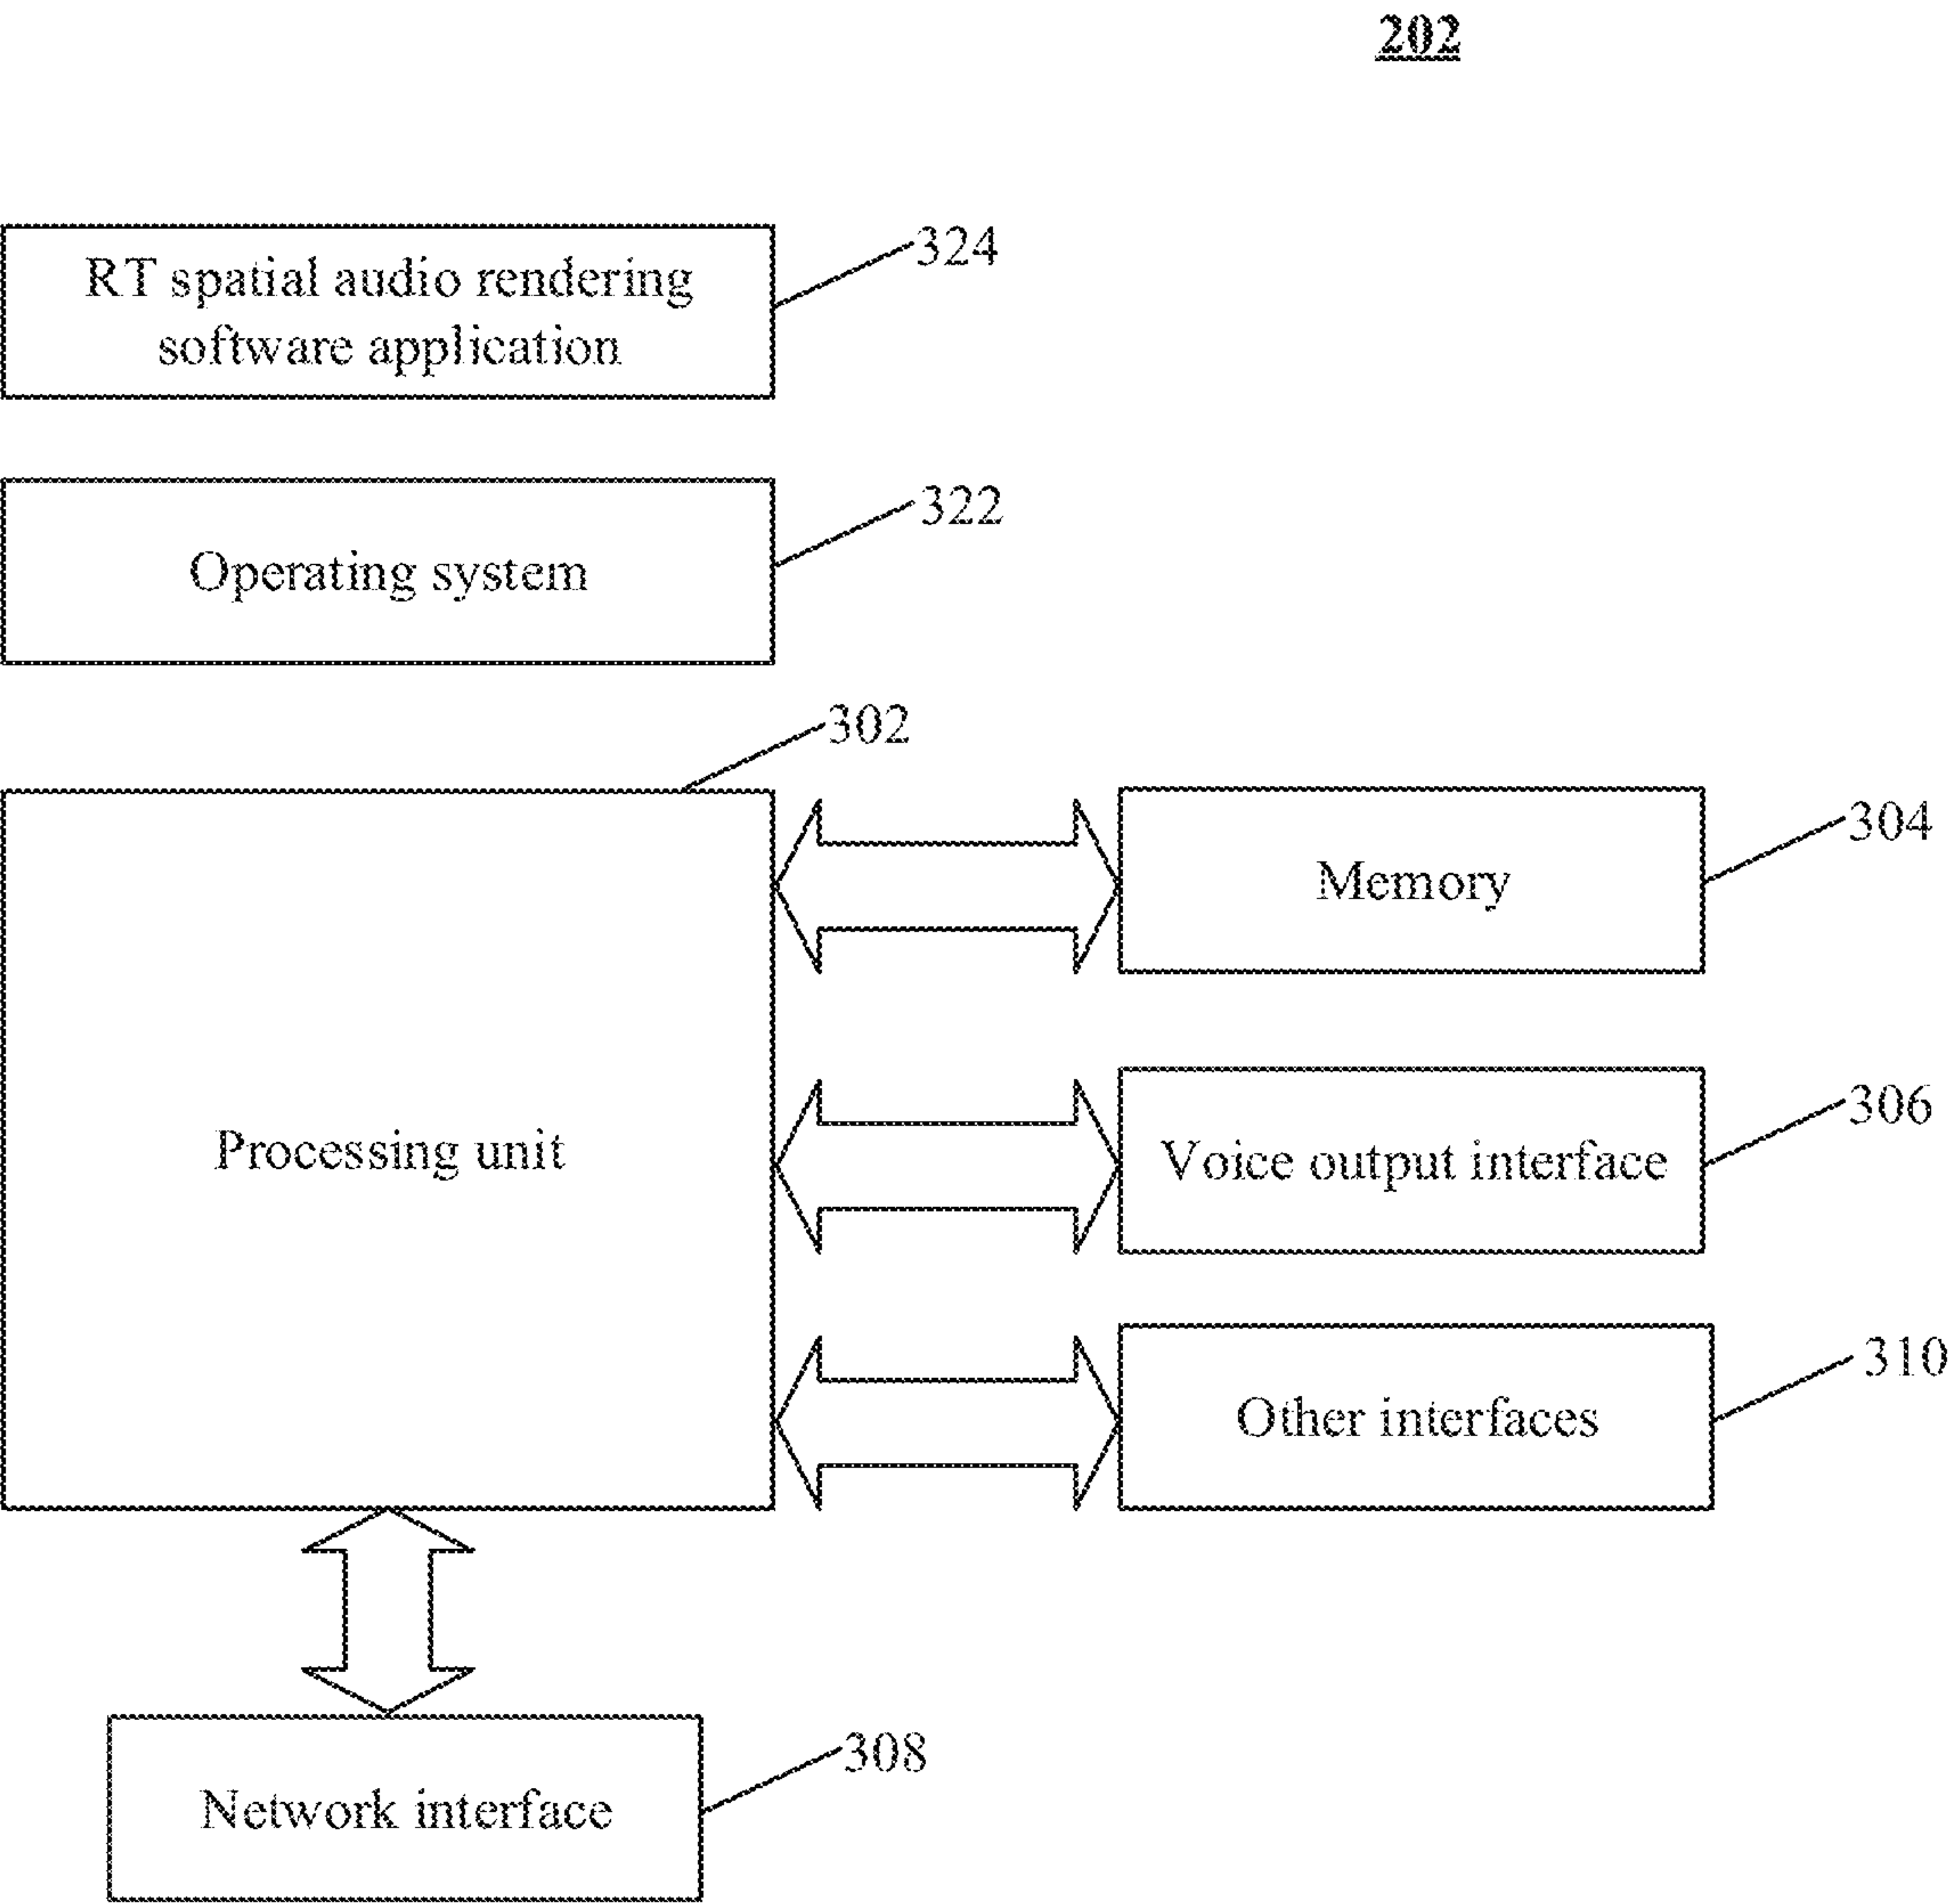 202
324
RT spatial audio rendering
software application
322
Operating system
302
304
Memory
306
Processing unit
Voice output interface
310
Other interfaces
308
Network interface